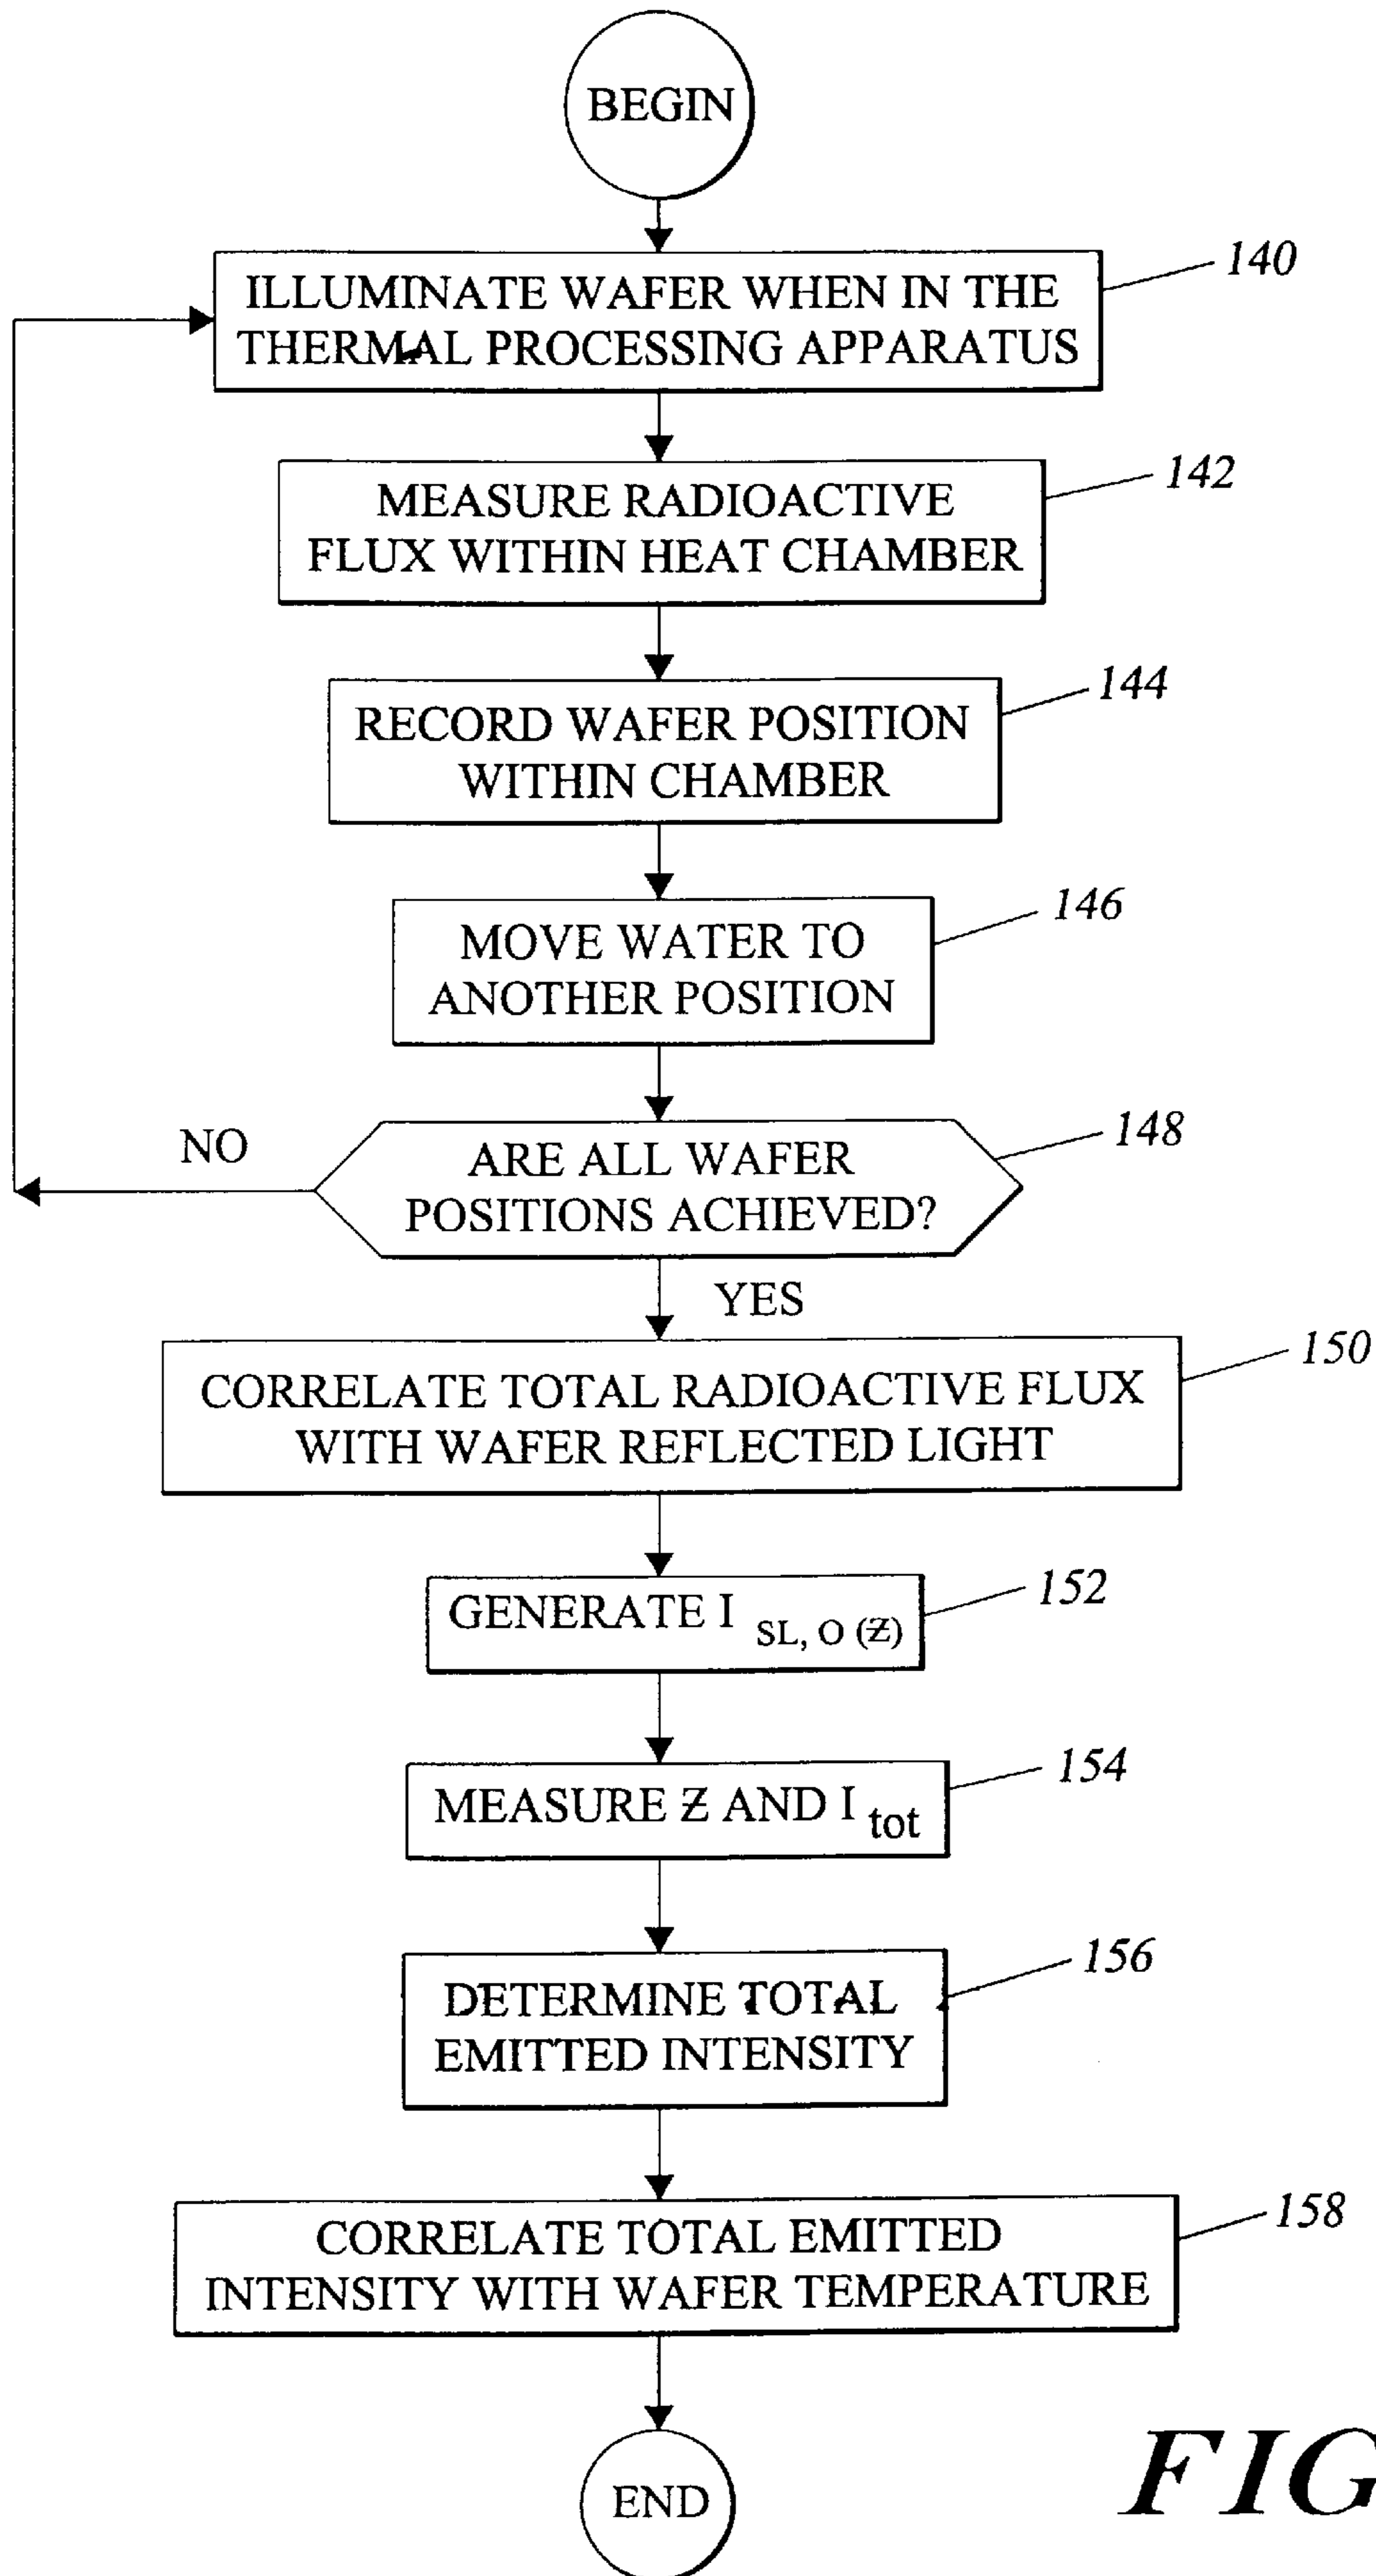 BEGIN
ILLUMINATE WAFER WHEN IN THE
THERMAL PROCESSING APPARATUS
140
MEASURE RADIOACTIVE
FLUX WITHIN HEAT CHAMBER
142
RECORD WAFER POSITION
WITHIN CHAMBER
144
MOVE WATER TO
ANOTHER POSITION
146
ARE ALL WAFER
POSITIONS ACHIEVED?
148
NO
YES
CORRELATE TOTAL RADIOACTIVE FLUX
WITH WAFER REFLECTED LIGHT
150
GENERATE I SL, O (Ƶ)
152
MEASURE Ƶ AND I tot
154
DETERMINE TOTAL
EMITTED INTENSITY
156
CORRELATE TOTAL EMITTED
INTENSITY WITH WAFER TEMPERATURE
158
END
FIG